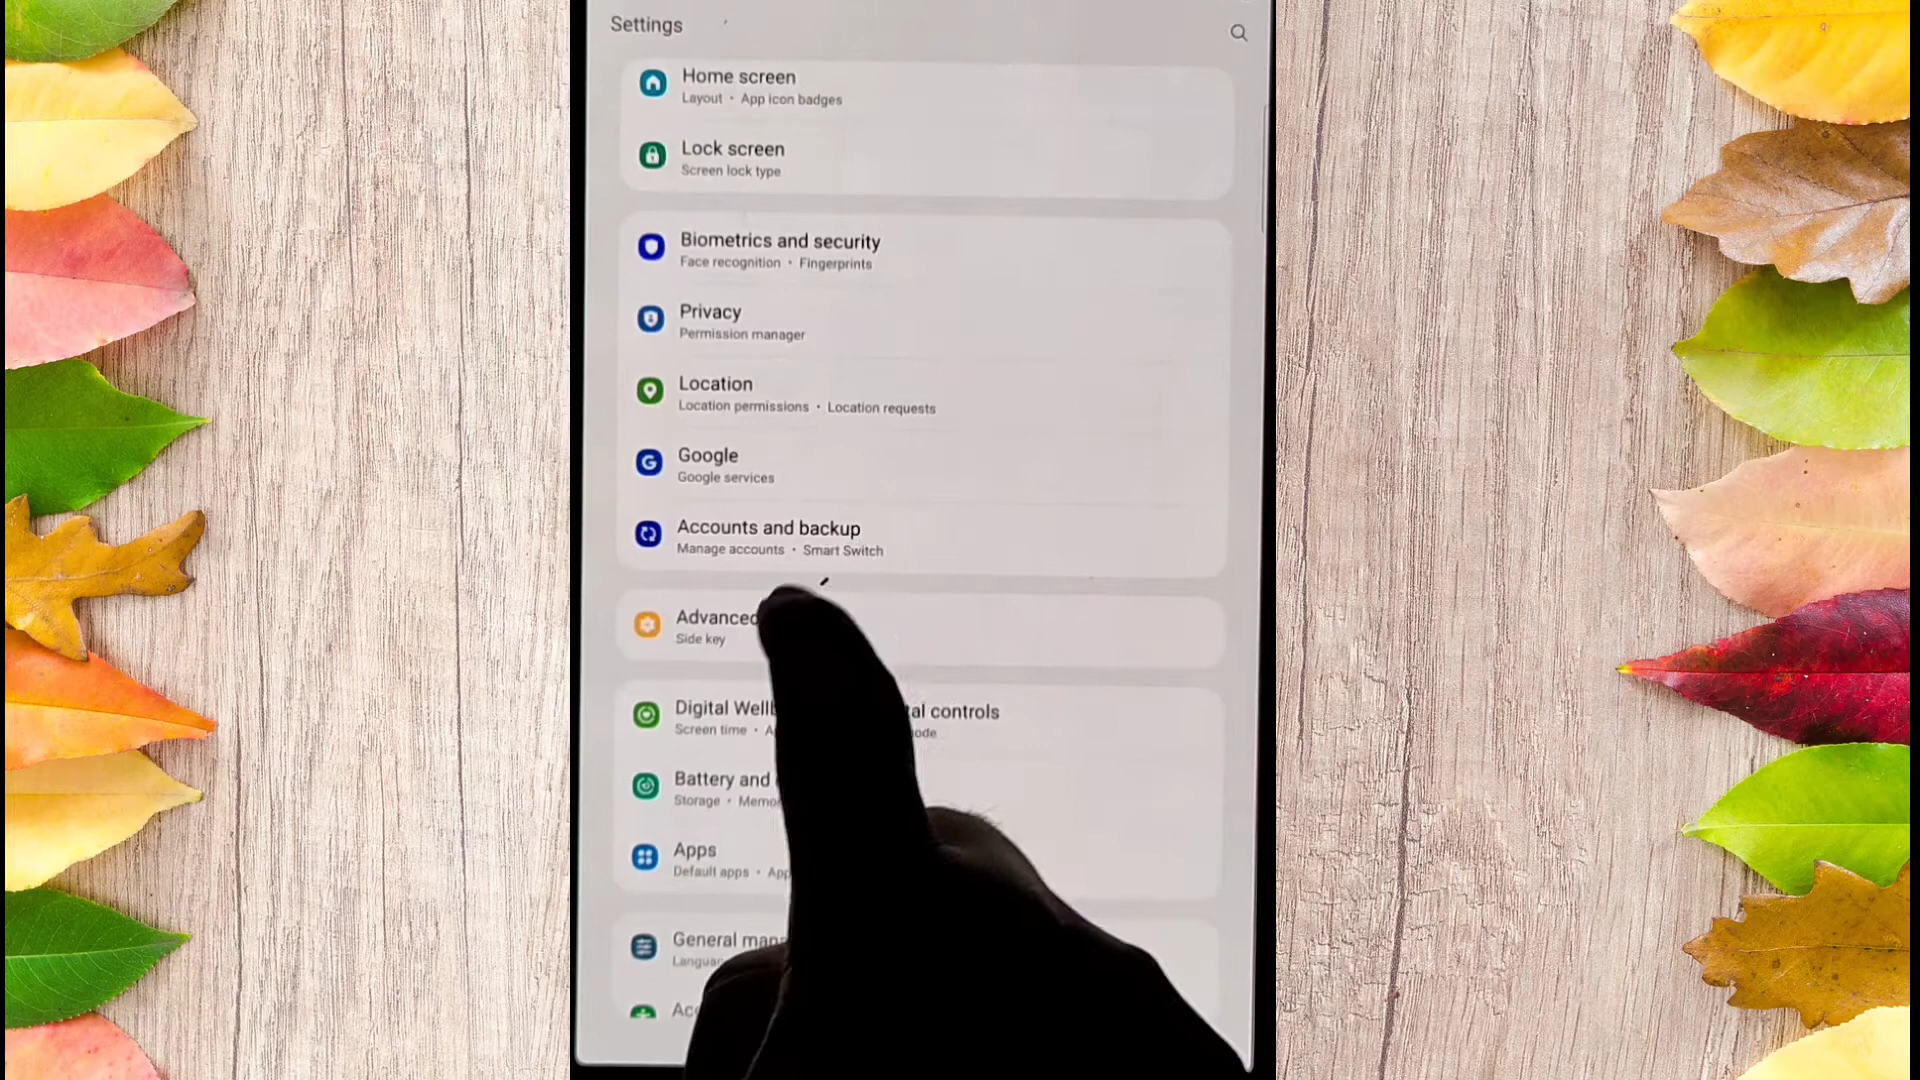 Settings
Home screen
Layout • App icon badges
Lock screen
Screen lock type
Biometrics and security
Face recognition • Fingerprints
Privacy
Permission manager
Location
Location permissions • Location requests
Google
Google services
Accounts and backup
Manage accounts • Smart Switch
Advanced
Side key
Digital controls
Screen time •
Battery and
Storage •
Apps
Default apps •
General